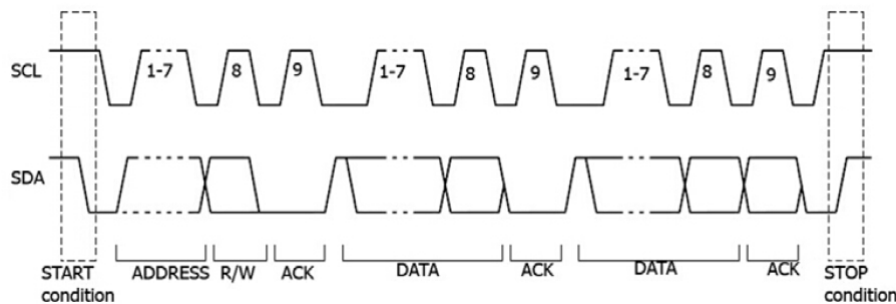 SCL
1-7 8 9 1-7 8 9 1-7 8 9
SDA
START condition
ADDRESS R/W ACK DATA ACK DATA ACK
STOP condition